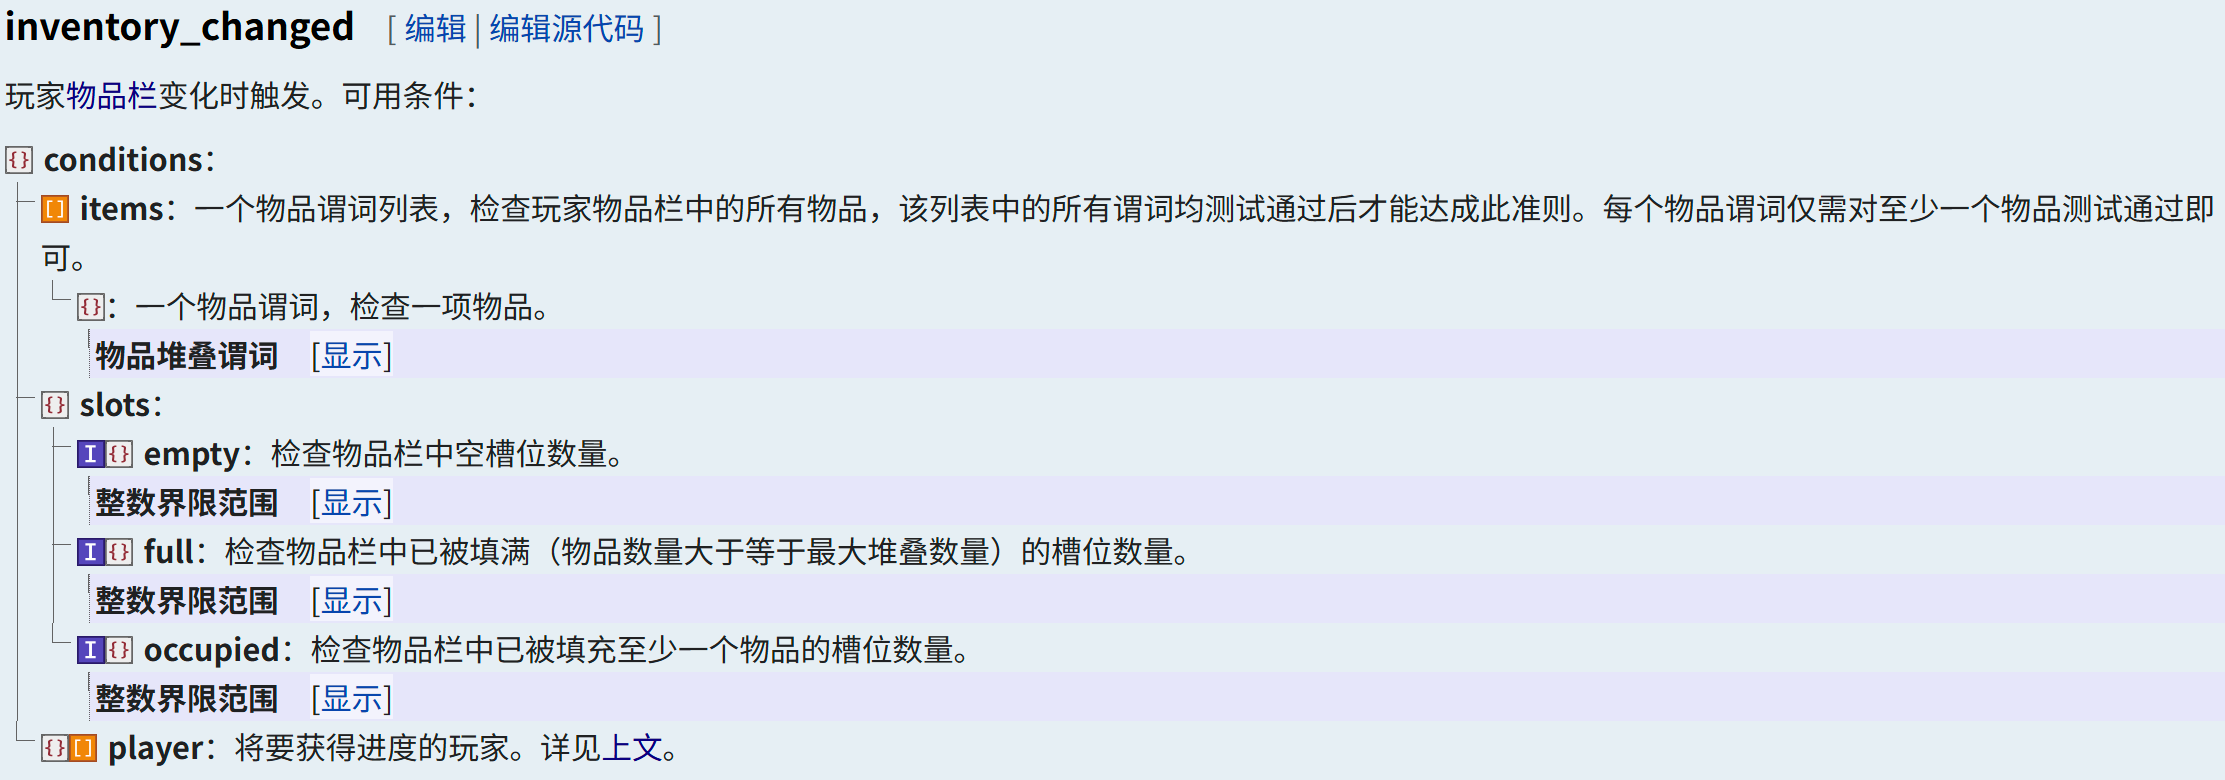 inventory_changed [ 编辑 | 编辑源代码 ]
玩家物品栏变化时触发。可用条件：
{} conditions：
[] items：一个物品谓词列表，检查玩家物品栏中的所有物品，该列表中的所有谓词均测试通过后才能达成此准则。每个物品谓词仅需对至少一个物品测试通过即
可。
{}：一个物品谓词，检查一项物品。
物品堆叠谓词 [显示]
{} slots：
I {} empty：检查物品栏中空槽位数量。
整数界限范围 [显示]
I {} full：检查物品栏中已被填满（物品数量大于等于最大堆叠数量）的槽位数量。
整数界限范围 [显示]
I {} occupied：检查物品栏中已被填充至少一个物品的槽位数量。
整数界限范围 [显示]
{} [] player：将要获得进度的玩家。详见上文。